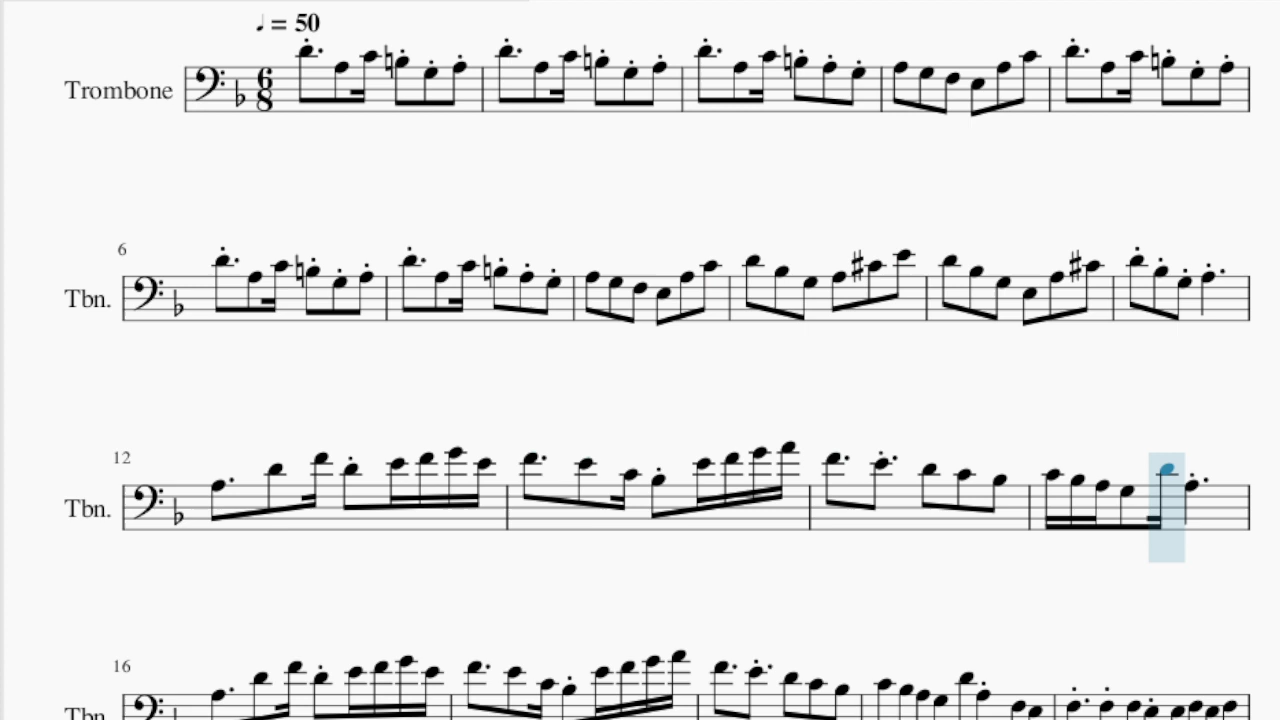 ♩ = 50
Trombone
6
8
6
Tbn.
12
Tbn.
16
Tbn